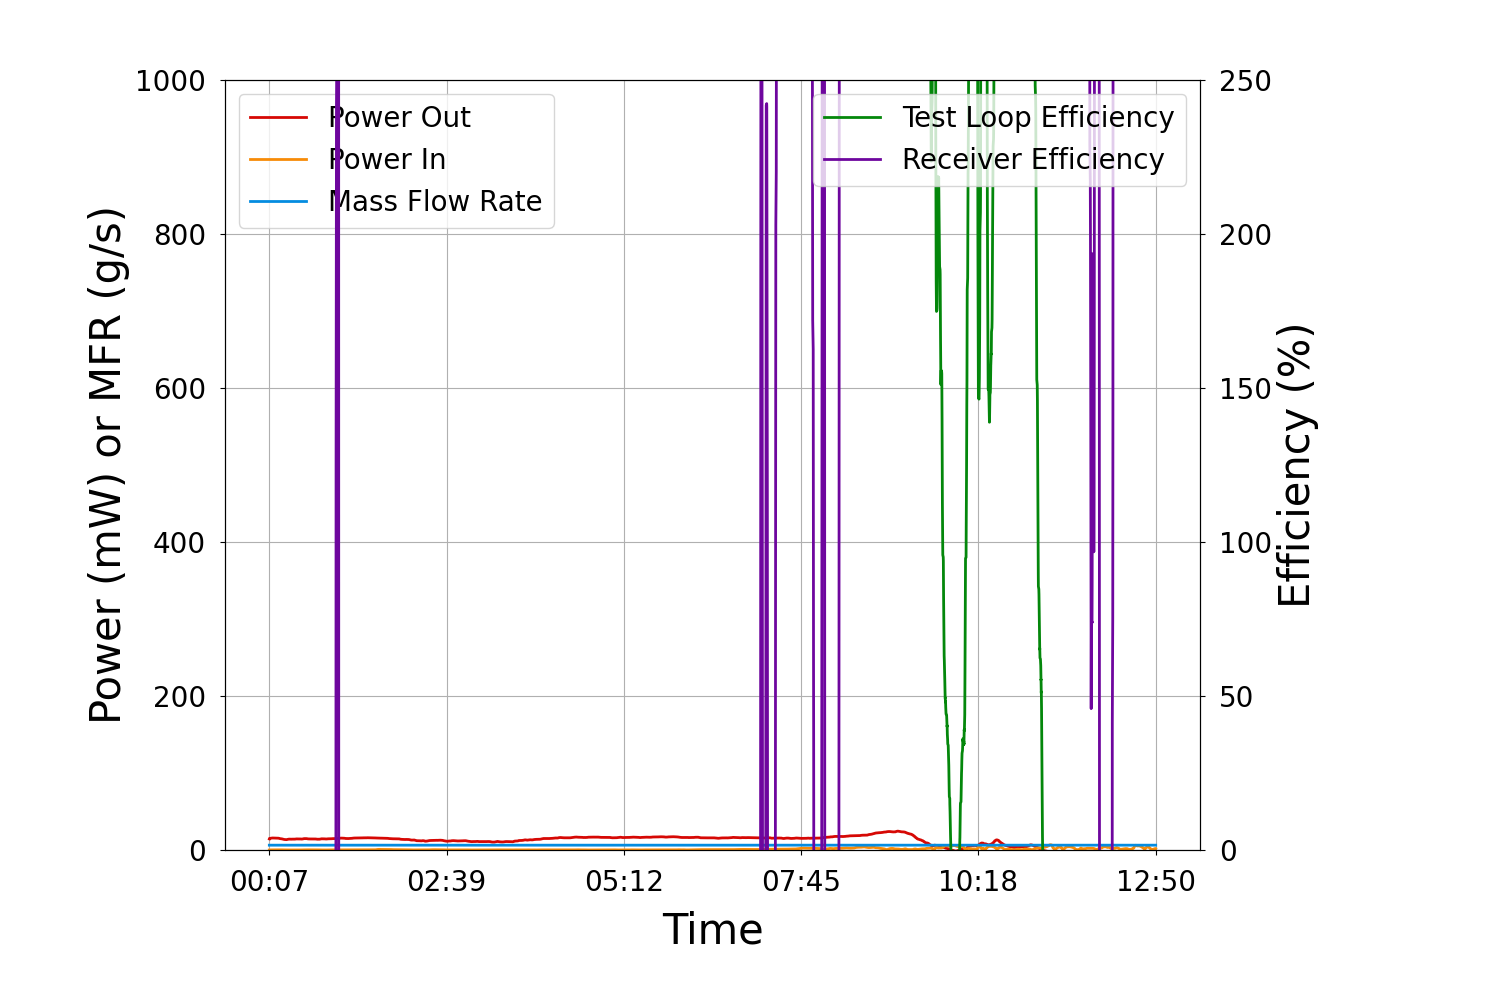 Power Out
Power In
Mass Flow Rate
Test Loop Efficiency
Receiver Efficiency
Power (mW) or MFR (g/s)
1000
800
600
400
200
0
250
200
150
100
50
0
Efficiency (%)
00:07 02:39 05:12 07:45 10:18 12:50
Time